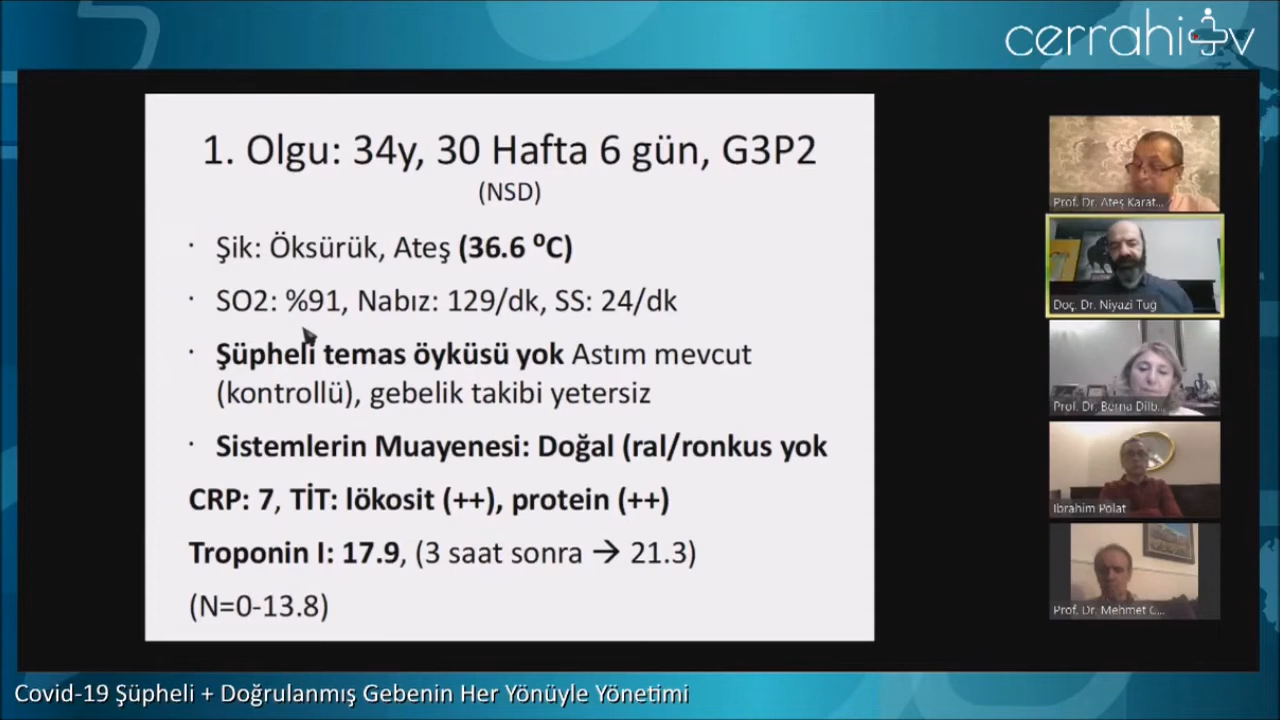 cerrahi tv
1. Olgu: 34y, 30 Hafta 6 gün, G3P2
(NSD)
· Şik: Öksürük, Ateş (36.6 ⁰C)
· SO2: %91, Nabız: 129/dk, SS: 24/dk
· Şüpheli temas öyküsü yok Astım mevcut
(kontrollü), gebelik takibi yetersiz
· Sistemlerin Muayenesi: Doğal (ral/ronkus yok
CRP: 7, TİT: lökosit (++), protein (++)
Troponin I: 17.9, (3 saat sonra → 21.3)
(N=0-13.8)
Prof. Dr. Ateş Karat...
Doç. Dr. Niyazi Tuğ
Prof. Dr. Berna Dilb...
Ibrahim Polat
Prof. Dr. Mehmet C...
Covid-19 Şüpheli + Doğrulanmış Gebenin Her Yönüyle Yönetimi